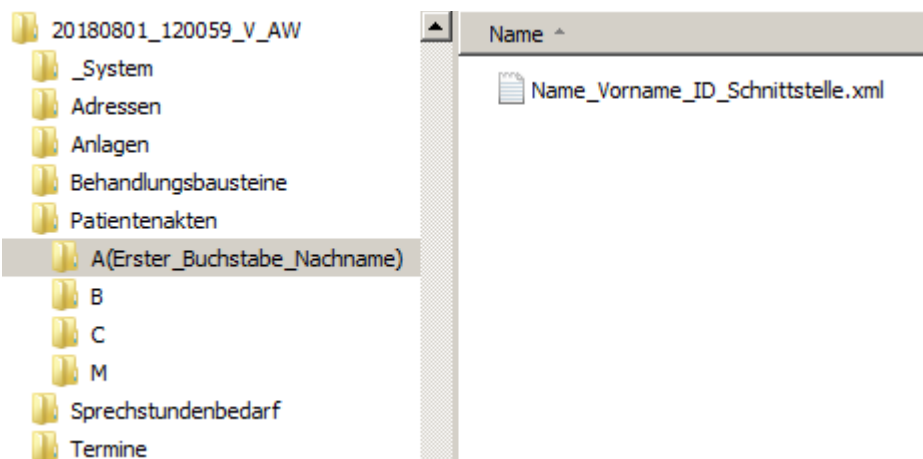 20180801_120059_V_AW
_System
Adressen
Anlagen
Behandlungsbausteine
Patientenakten
A(Erster_Buchstabe_Nachname)
B
C
M
Sprechstundenbedarf
Termine
Name
Name_Vorname_ID_Schnittstelle.xml